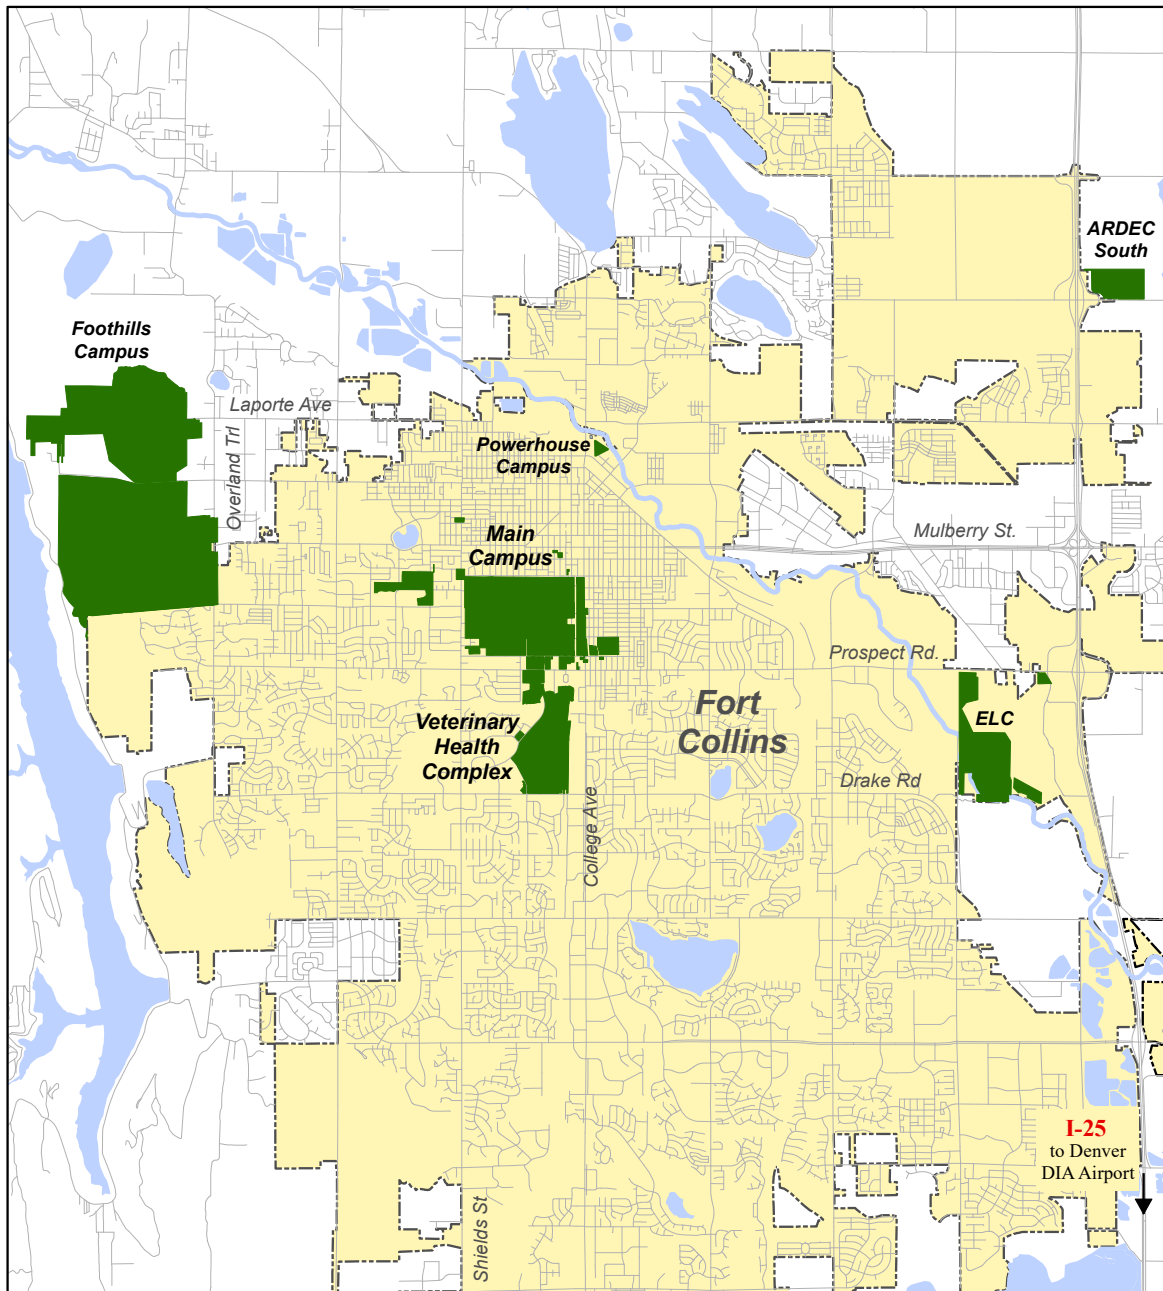 ARDEC
South
Foothills
Campus
Laporte Ave
Overland Trl
Powerhouse
Campus
Mulberry St.
Main
Campus
Prospect Rd.
Fort
Collins
ELC
Veterinary
Health
Complex
Drake Rd
College Ave
I-25
to Denver
DIA Airport
Shields St